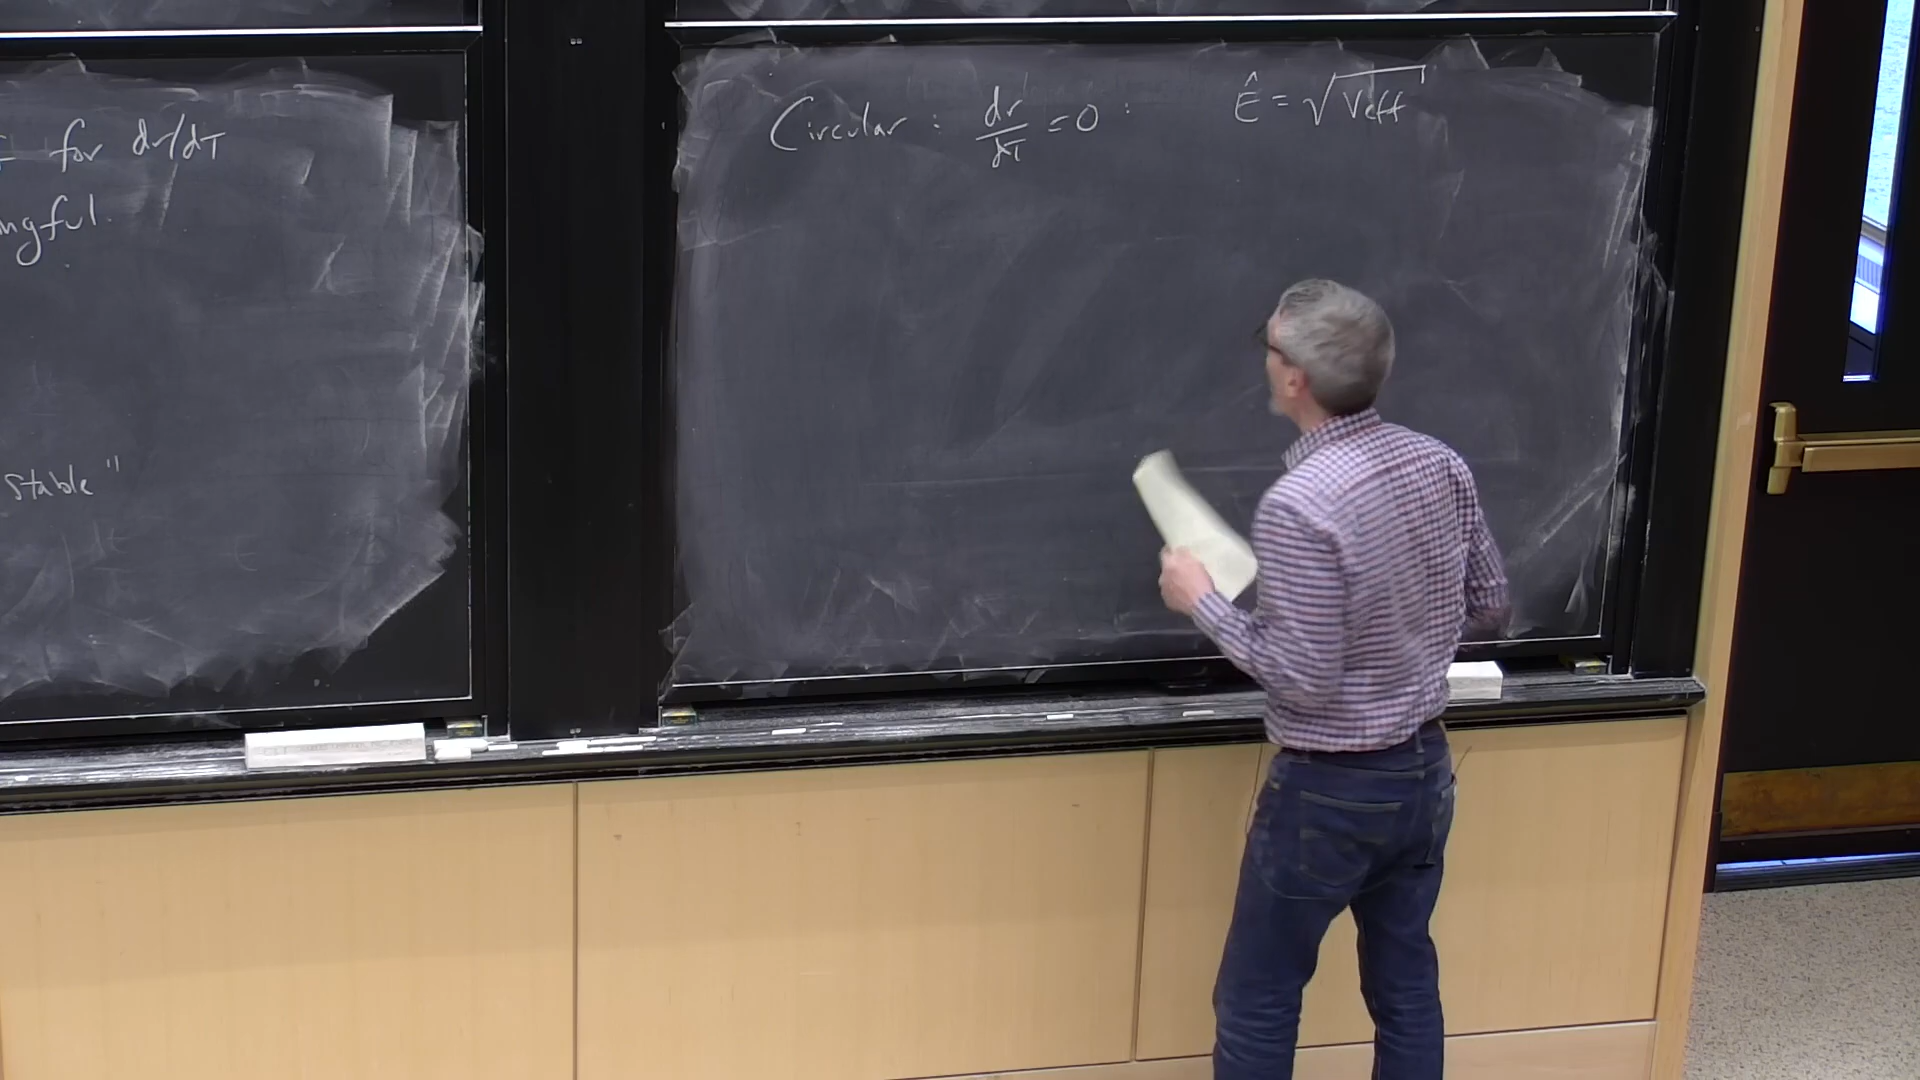 for dr/dτ
ngful.
stable"
Circular : dr/dτ = 0 : Ê = √Veff